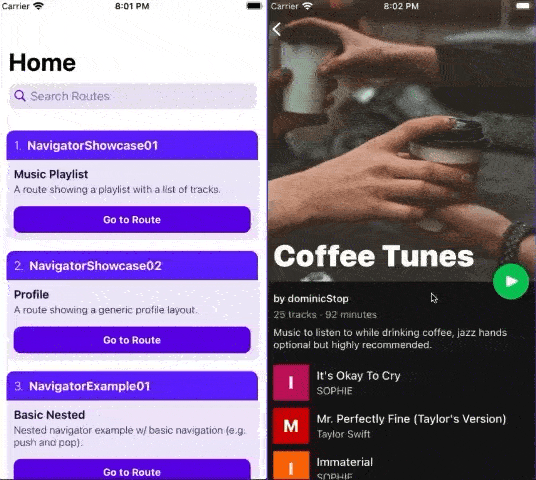 Carrier 8:01 PM
Home
Search Routes
1. NavigatorShowcase01
Music Playlist
A route showing a playlist with a list of tracks.
Go to Route
2. NavigatorShowcase02
Profile
A route showing a generic profile layout.
Go to Route
3. NavigatorExample01
Basic Nested
Nested navigator example w/ basic navigation (e.g.
push and pop).
Go to Route
Carrier 8:02 PM
Coffee Tunes
by dominicStop
25 tracks · 92 minutes
Music to listen to while drinking coffee, jazz hands
optional but highly recommended.
I
It's Okay To Cry
SOPHIE
M
Mr. Perfectly Fine (Taylor's Version)
Taylor Swift
I
Immaterial
SOPHIE